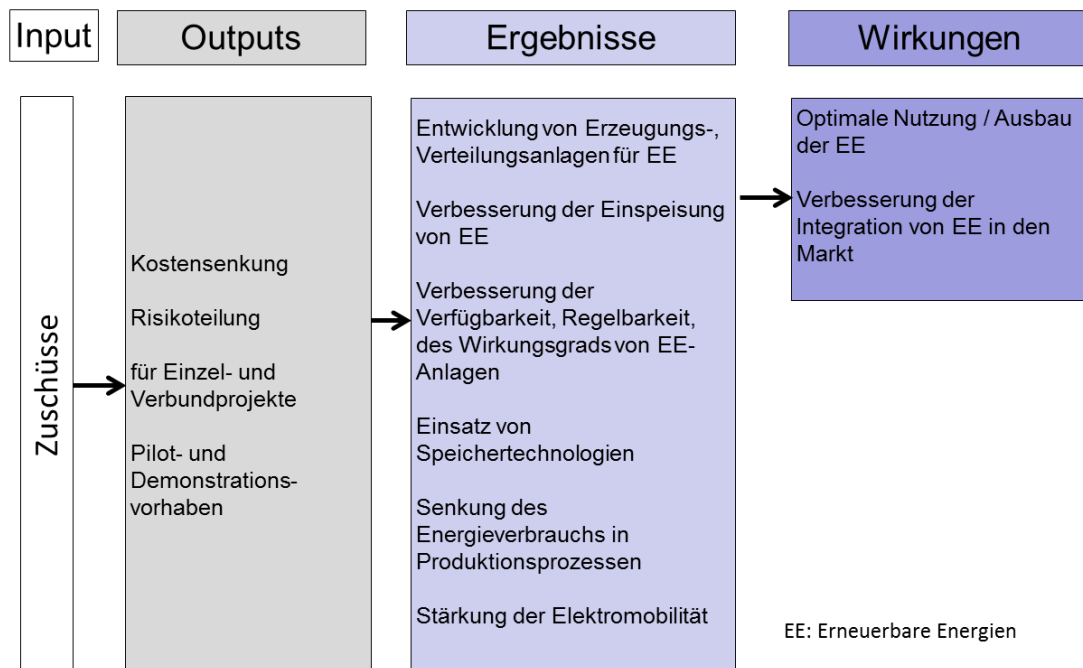 Input
Outputs
Ergebnisse
Wirkungen
Zuschüsse
Kostensenkung
Risikoteilung
für Einzel- und
Verbundprojekte
Pilot- und
Demonstrations-
vorhaben
Entwicklung von Erzeugungs-,
Verteilungsanlagen für EE
Verbesserung der Einspeisung
von EE
Verbesserung der
Verfügbarkeit, Regelbarkeit,
des Wirkungsgrads von EE-
Anlagen
Einsatz von
Speichertechnologien
Senkung des
Energieverbrauchs in
Produktionsprozessen
Stärkung der Elektromobilität
Optimale Nutzung / Ausbau
der EE
Verbesserung der
Integration von EE in den
Markt
EE: Erneuerbare Energien